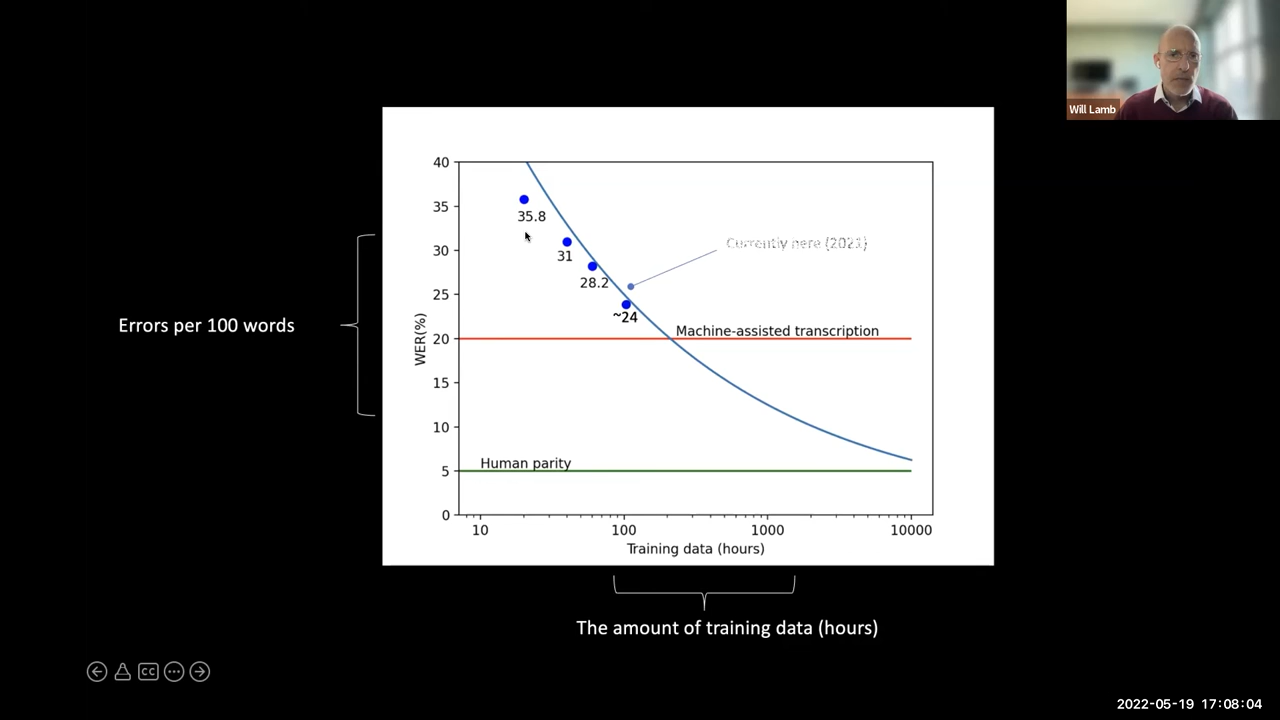 Will Lamb
40
35
30
25
20
15
10
5
0
WER(%)
35.8
31
28.2
~24
Currently here (2021)
Machine-assisted transcription
Human parity
10
100
1000
10000
Training data (hours)
Errors per 100 words
The amount of training data (hours)
CC
2022-05-19 17:08:04